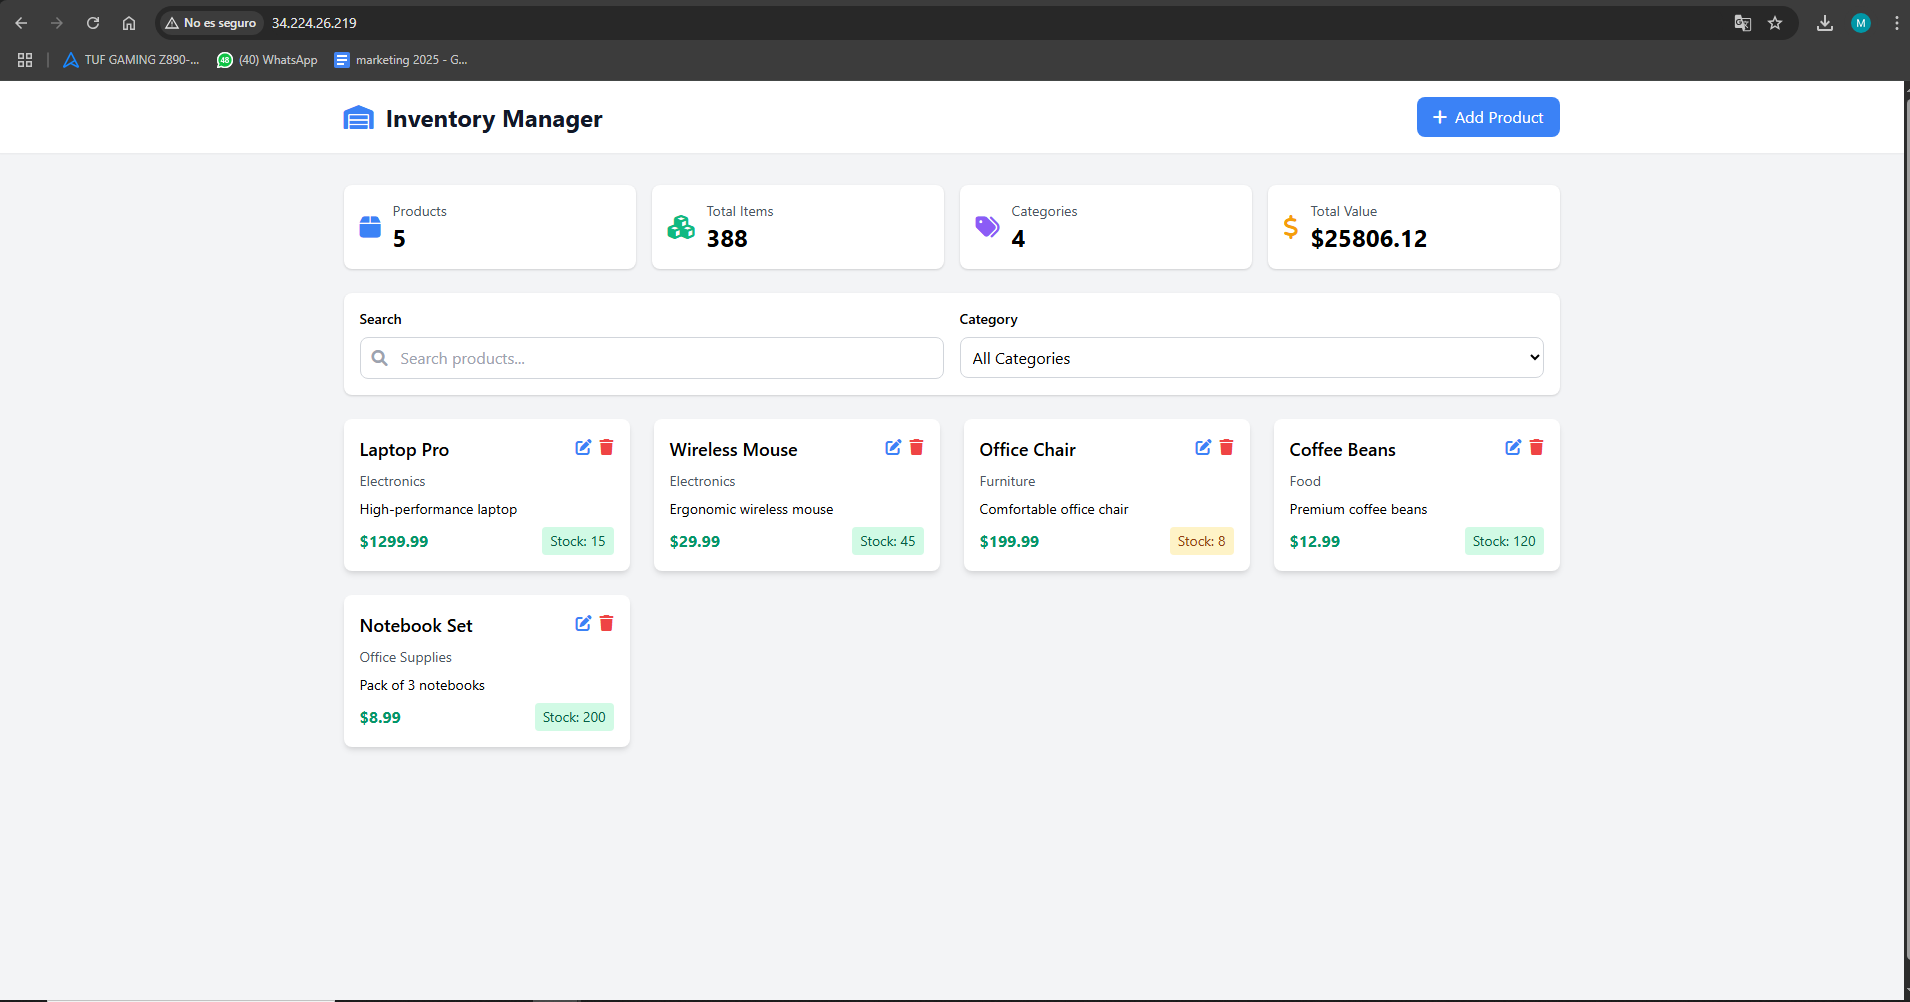 No es seguro 34.224.26.219
TUF GAMING Z890-... (40) WhatsApp marketing 2025 - G...
Inventory Manager
Add Product
Products
5
Total Items
388
Categories
4
Total Value
$25806.12
Search
Search products...
Category
All Categories
Laptop Pro
Electronics
High-performance laptop
$1299.99 Stock: 15
Wireless Mouse
Electronics
Ergonomic wireless mouse
$29.99 Stock: 45
Office Chair
Furniture
Comfortable office chair
$199.99 Stock: 8
Coffee Beans
Food
Premium coffee beans
$12.99 Stock: 120
Notebook Set
Office Supplies
Pack of 3 notebooks
$8.99 Stock: 200